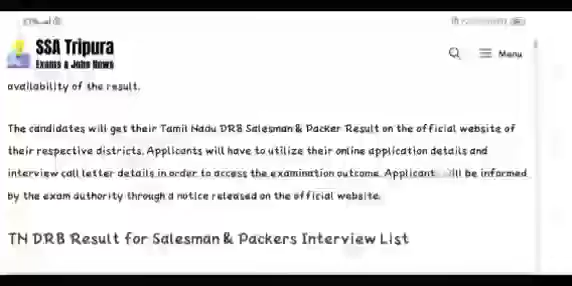 SSA Tripura
Exams & Jobs News
Menu
availability of the result.
The candidates will get their Tamil Nadu DRB Salesman & Packer Result on the official website of
their respective districts. Applicants will have to utilize their online application details and
interview call letter details in order to access the examination outcome. Applicant ill be informed
by the exam authority through a notice released on the official website.
TN DRB Result for Salesman & Packers Interview List